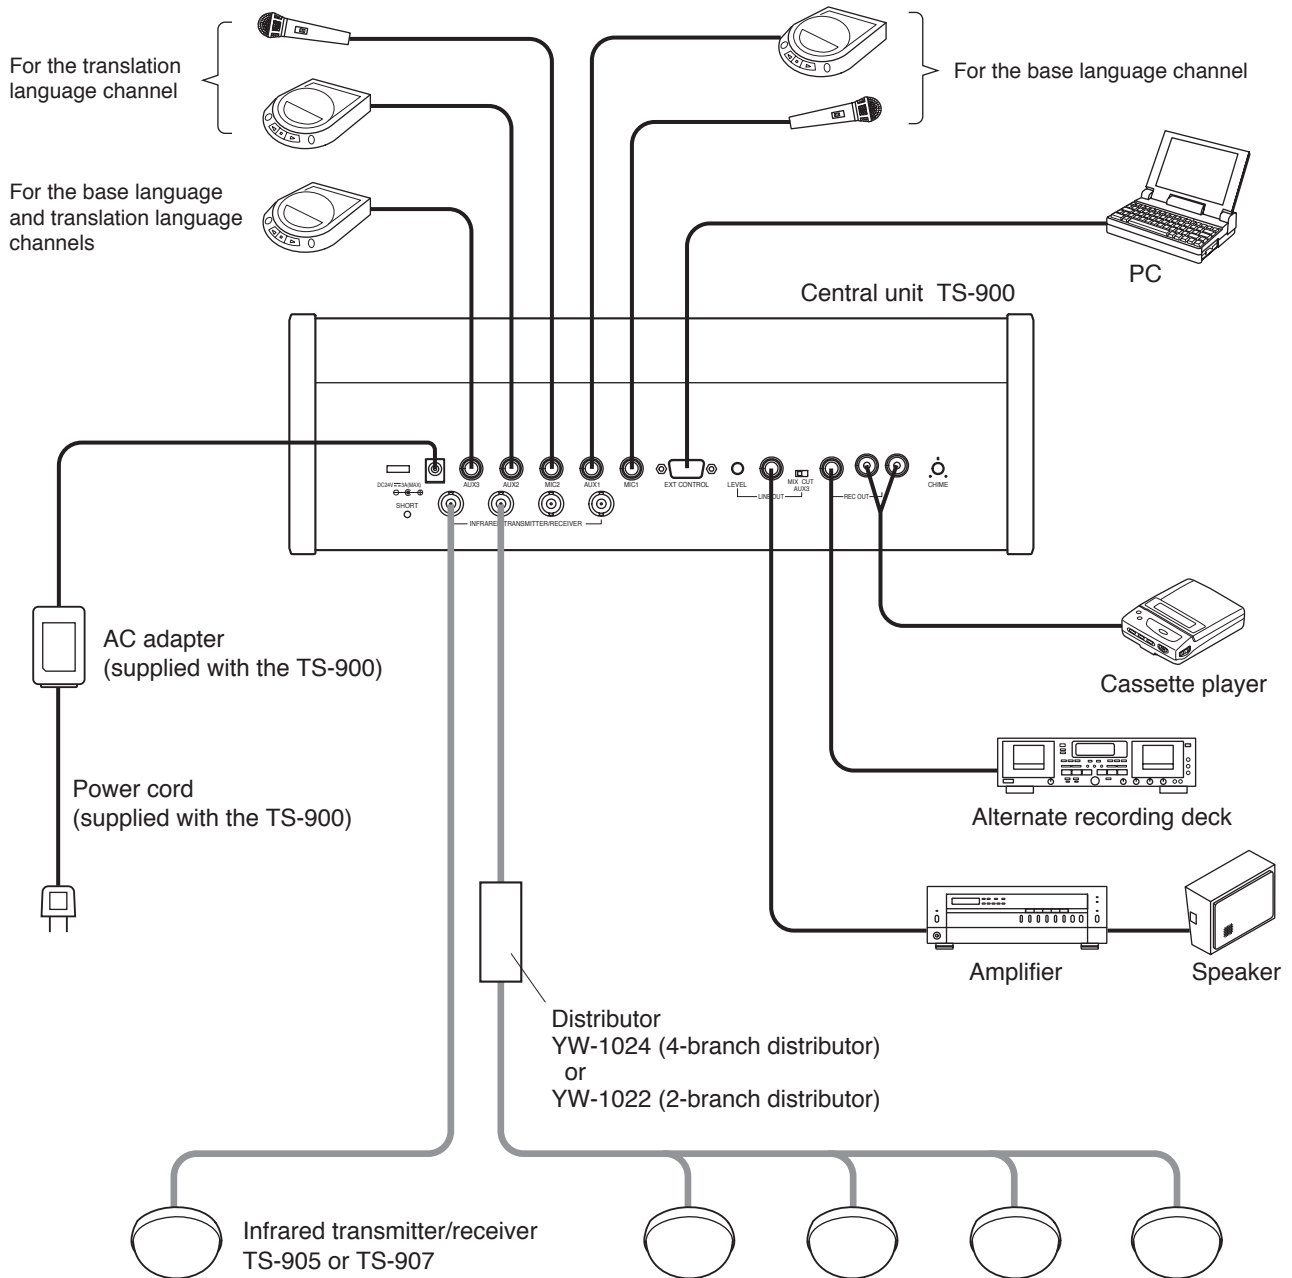 For the translation
language channel
For the base language channel
For the base language
and translation language
channels
PC
Central unit  TS-900
DC24V⎓3A(MAX)
AUX3
AUX2
MIC2
AUX1
MIC1
EXT CONTROL
LEVEL
LINE OUT
MIX CUT
AUX3
REC OUT
CHIME
SHORT
INFRARED TRANSMITTER/RECEIVER
AC adapter
(supplied with the TS-900)
Cassette player
Power cord
(supplied with the TS-900)
Alternate recording deck
Amplifier
Speaker
Distributor
YW-1024 (4-branch distributor)
or
YW-1022 (2-branch distributor)
Infrared transmitter/receiver
TS-905 or TS-907